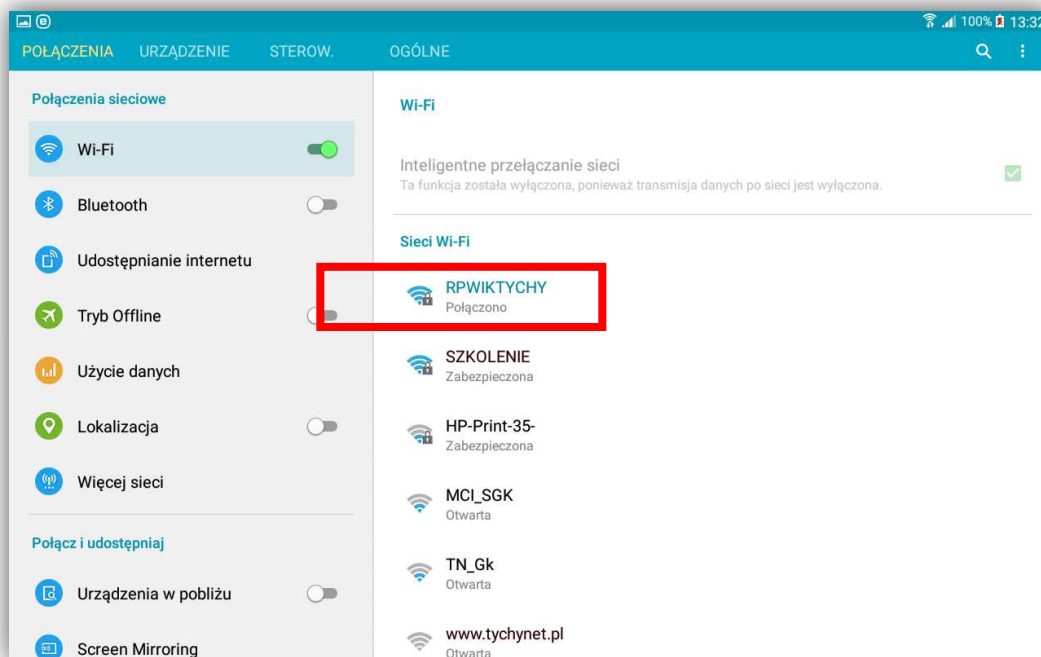 100% 13:32
POŁĄCZENIA URZĄDZENIE STEROW. OGÓLNE
Połączenia sieciowe
Wi-Fi
Bluetooth
Udostępnianie internetu
Tryb Offline
Użycie danych
Lokalizacja
Więcej sieci
Połącz i udostępniaj
Urządzenia w pobliżu
Screen Mirroring
Wi-Fi
Inteligentne przełączanie sieci
Ta funkcja została wyłączona, ponieważ transmisja danych po sieci jest wyłączona.
Sieci Wi-Fi
RPWIKTYCHY
Połączono
SZKOLENIE
Zabezpieczona
HP-Print-35-
Zabezpieczona
MCI_SGK
Otwarta
TN_Gk
Otwarta
www.tychynet.pl
Otwarta